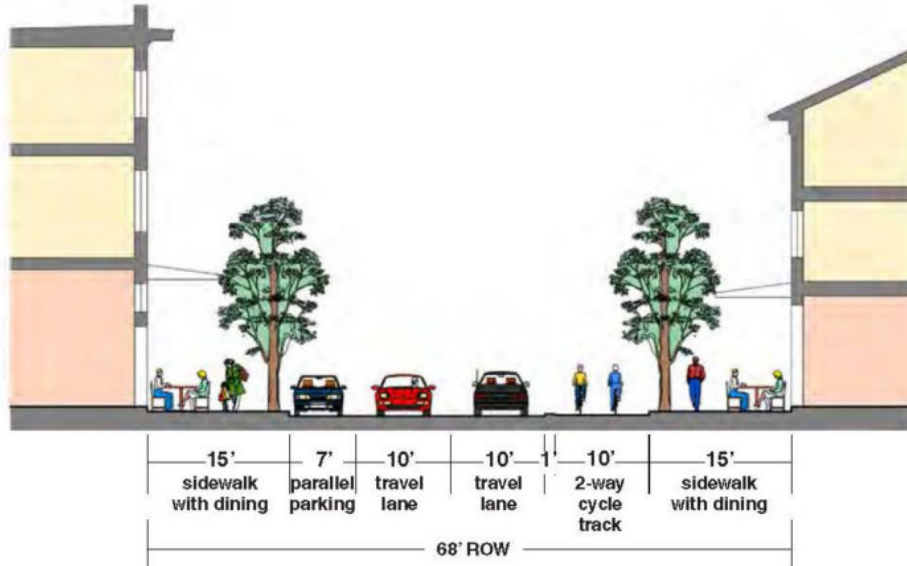 15' 7' 10' 10' 1' 10' 15'
sidewalk parallel travel travel 2-way sidewalk
with dining parking lane lane cycle with dining
track
68' ROW